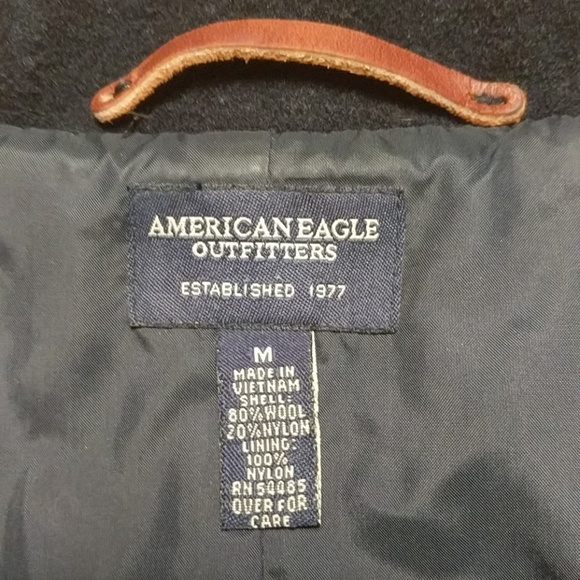 AMERICAN EAGLE
OUTFITTERS
ESTABLISHED 1977
M
MADE IN
VIETNAM
SHELL:
80%WOOL
20%NYLON
LINING:
100%
NYLON
RN 54485
OVER FOR
CARE